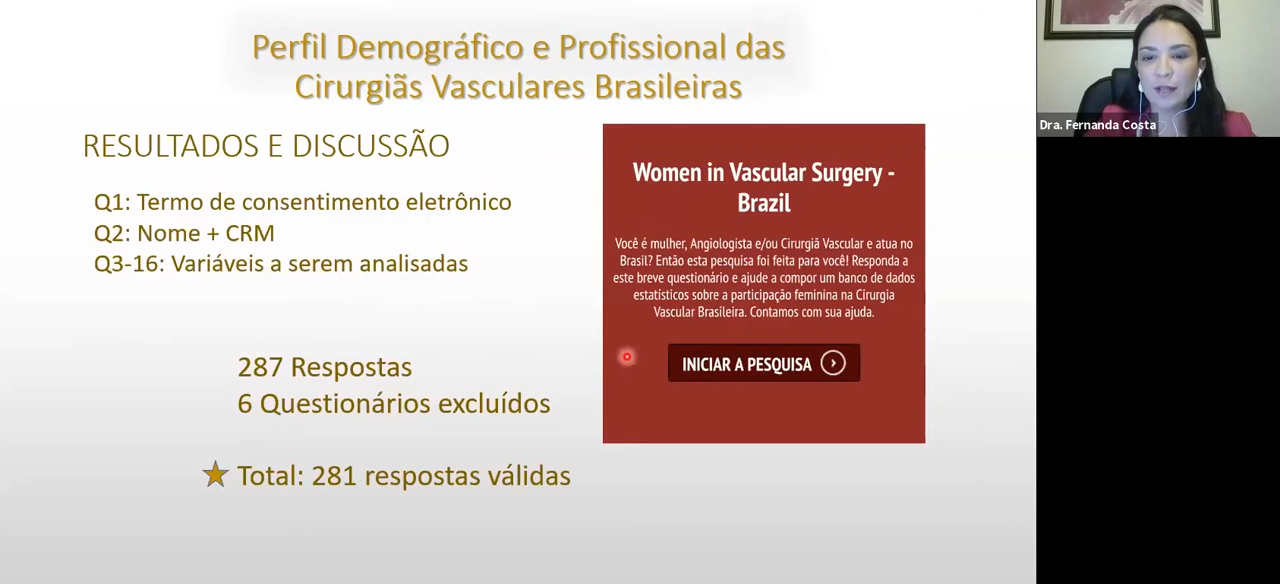 Perfil Demográfico e Profissional das
Cirurgiãs Vasculares Brasileiras
RESULTADOS E DISCUSSÃO
Q1: Termo de consentimento eletrônico
Q2: Nome + CRM
Q3-16: Variáveis a serem analisadas
287 Respostas
6 Questionários excluídos
Total: 281 respostas válidas
Women in Vascular Surgery -
Brazil
Você é mulher, Angiologista e/ou Cirurgiã Vascular e atua no
Brasil? Então esta pesquisa foi feita para você! Responda a
este breve questionário e ajude a compor um banco de dados
estatísticos sobre a participação feminina na Cirurgia
Vascular Brasileira. Contamos com sua ajuda.
INICIAR A PESQUISA
Dra. Fernanda Costa